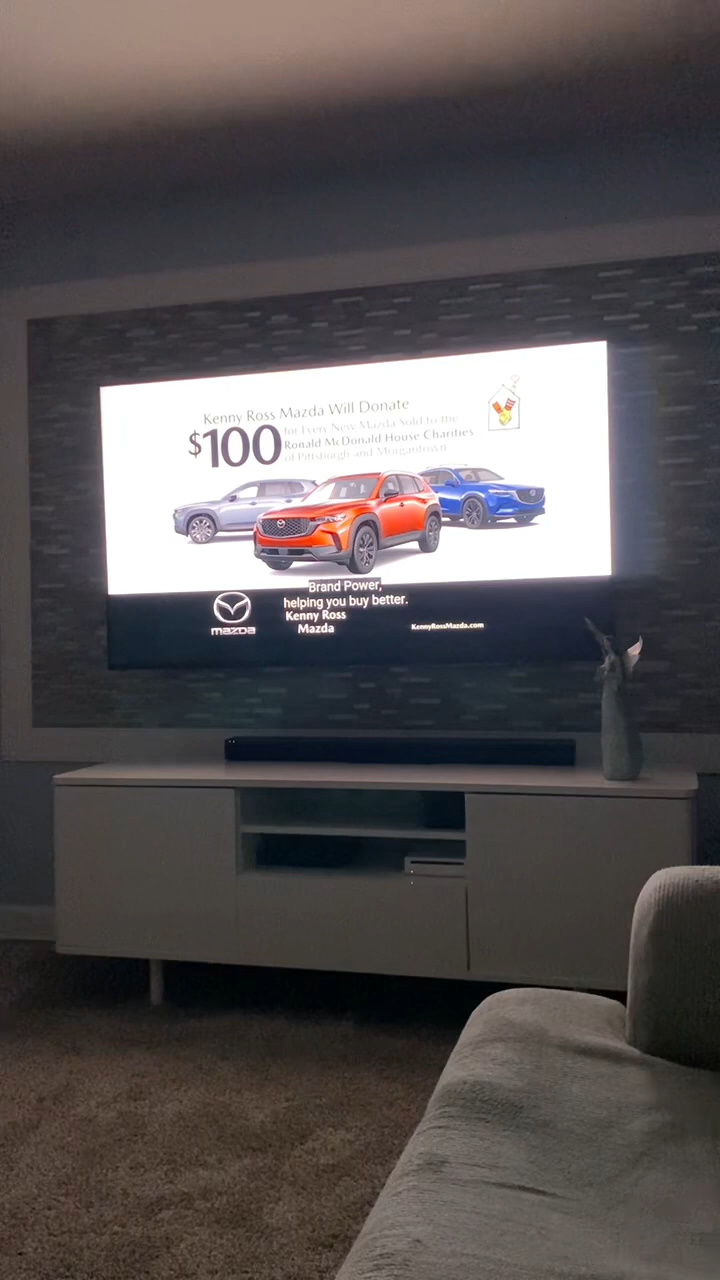 Kenny Ross Mazda Will Donate
$100 for Every New Mazda Sold to the
Ronald McDonald House Charities
of Pittsburgh and Morgantown
Brand Power,
helping you buy better.
mazda
Kenny Ross
Mazda
KennyRossMazda.com